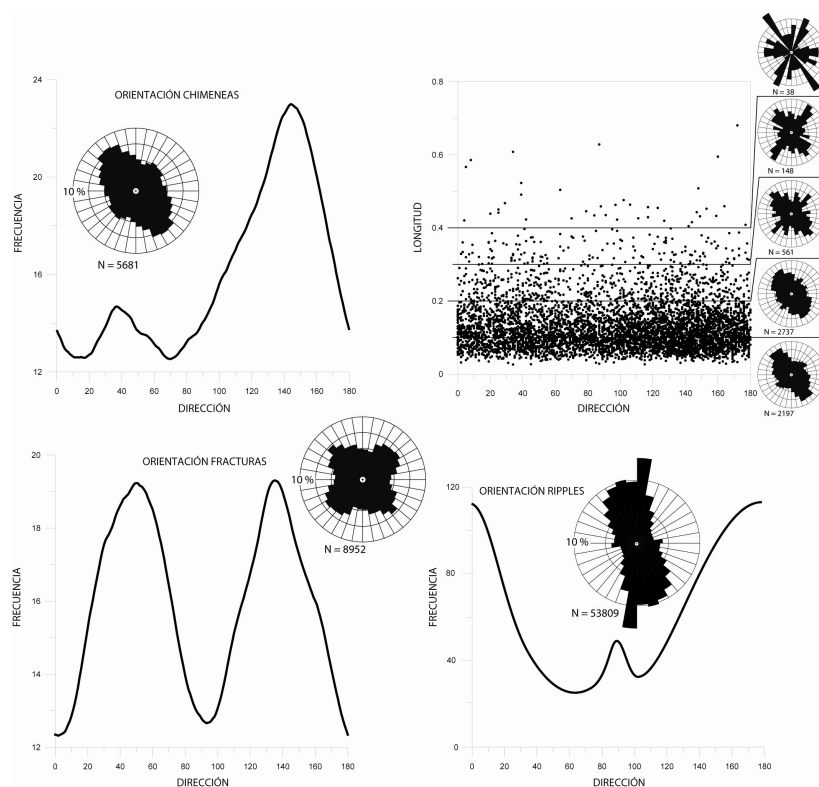 24
20
16
12
FRECUENCIA
ORIENTACIÓN CHIMENEAS
10 %
N = 5681
0 20 40 60 80 100 120 140 160 180
DIRECCIÓN
0.8
0.6
0.4
0.2
0
LONGITUD
0 20 40 60 80 100 120 140 160 180
DIRECCIÓN
N = 38
N = 148
N = 561
N = 2737
N = 2197
20
18
16
14
12
FRECUENCIA
ORIENTACIÓN FRACTURAS
10 %
N = 8952
0 20 40 60 80 100 120 140 160 180
DIRECCIÓN
120
80
40
0
FRECUENCIA
ORIENTACIÓN RIPPLES
10 %
N = 53809
0 20 40 60 80 100 120 140 160 180
DIRECCIÓN